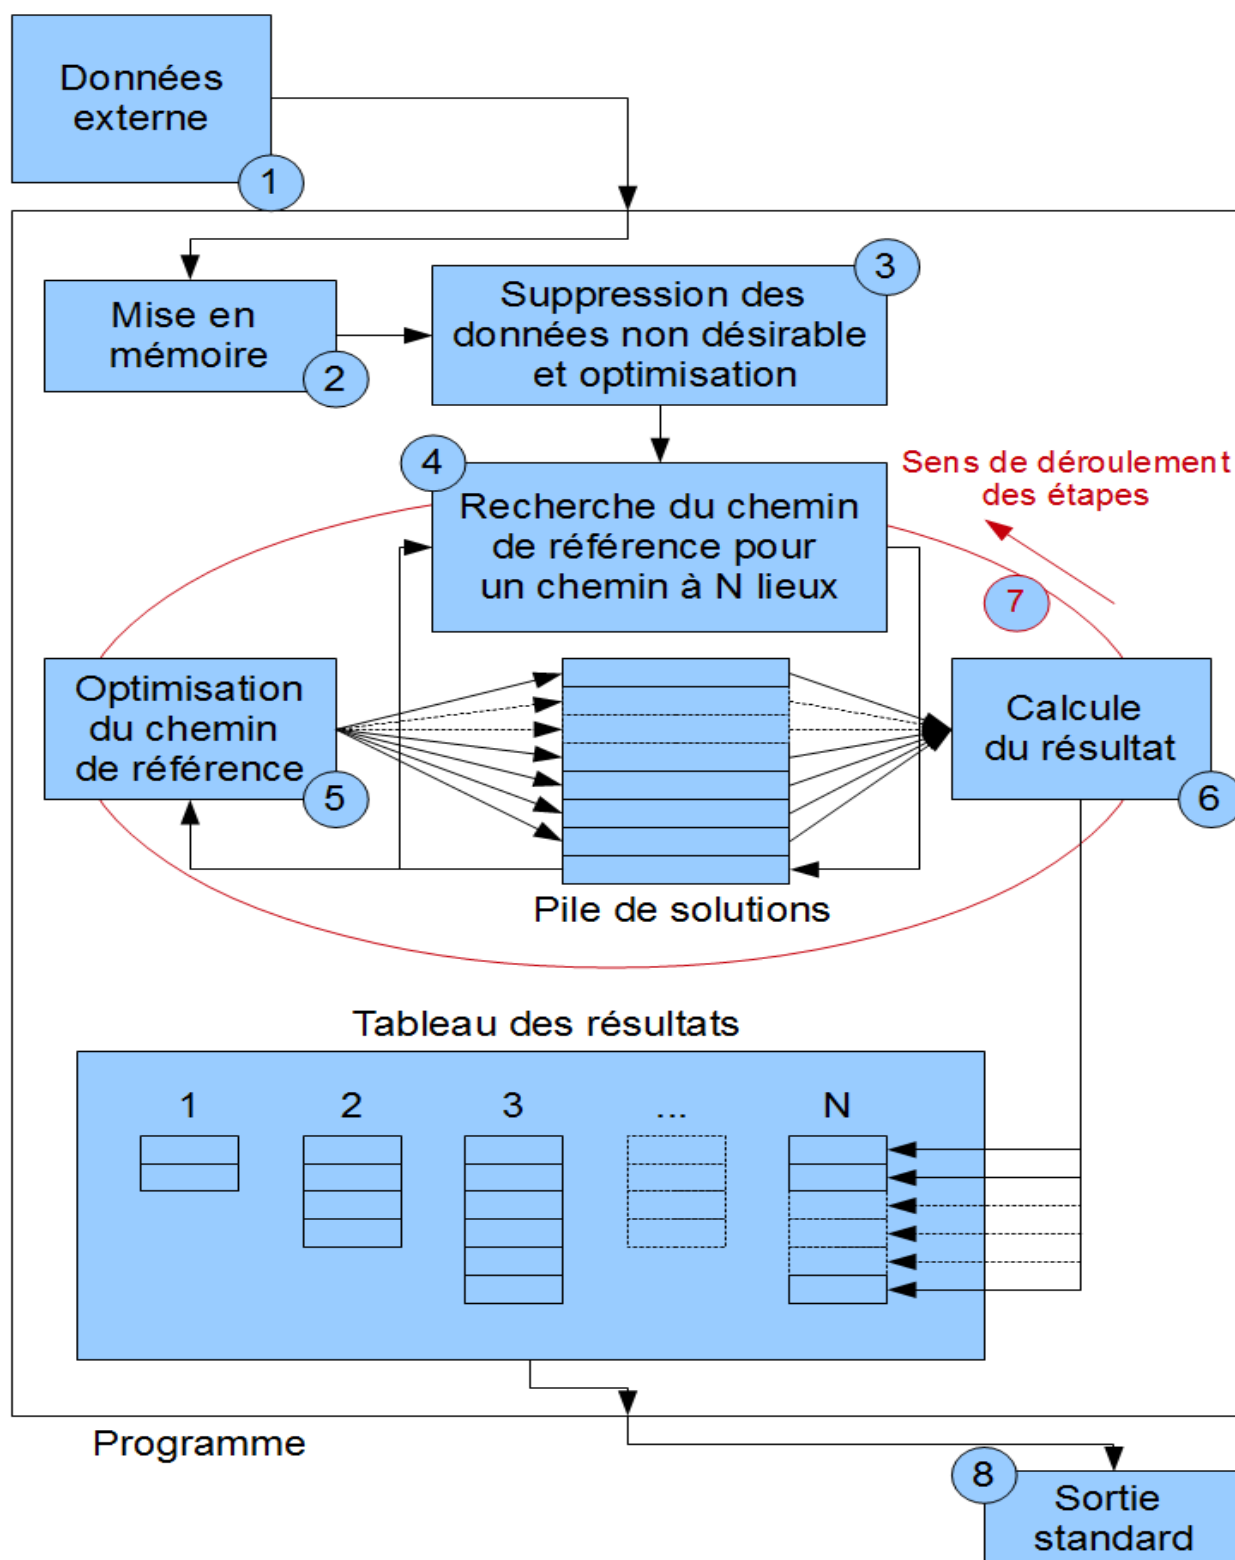 Données
externe
1
3
Suppression des
données non désirable
et optimisation
Mise en
mémoire
2
4
Recherche du chemin
de référence pour
un chemin à N lieux
Sens de déroulement
des étapes
7
Optimisation
du chemin
de référence
5
Calcule
du résultat
6
Pile de solutions
Tableau des résultats
1
2
3
...
N
Programme
8
Sortie
standard